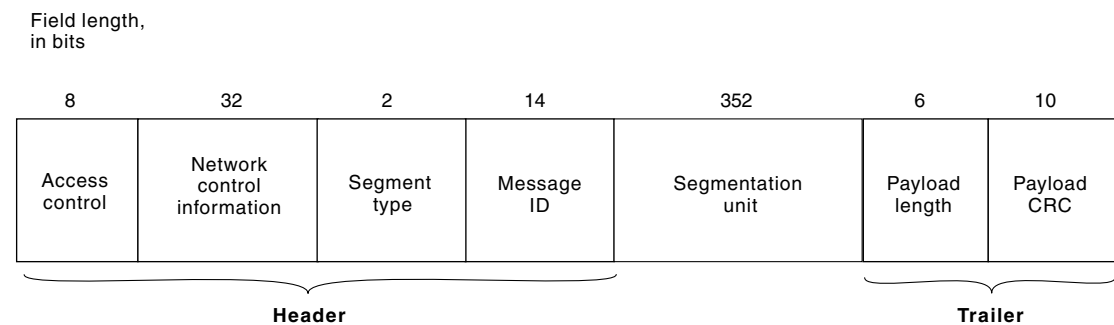 Field length,
in bits
8 32 2 14 352 6 10
Access
control
Network
control
information
Segment
type
Message
ID
Segmentation
unit
Payload
length
Payload
CRC
Header
Trailer